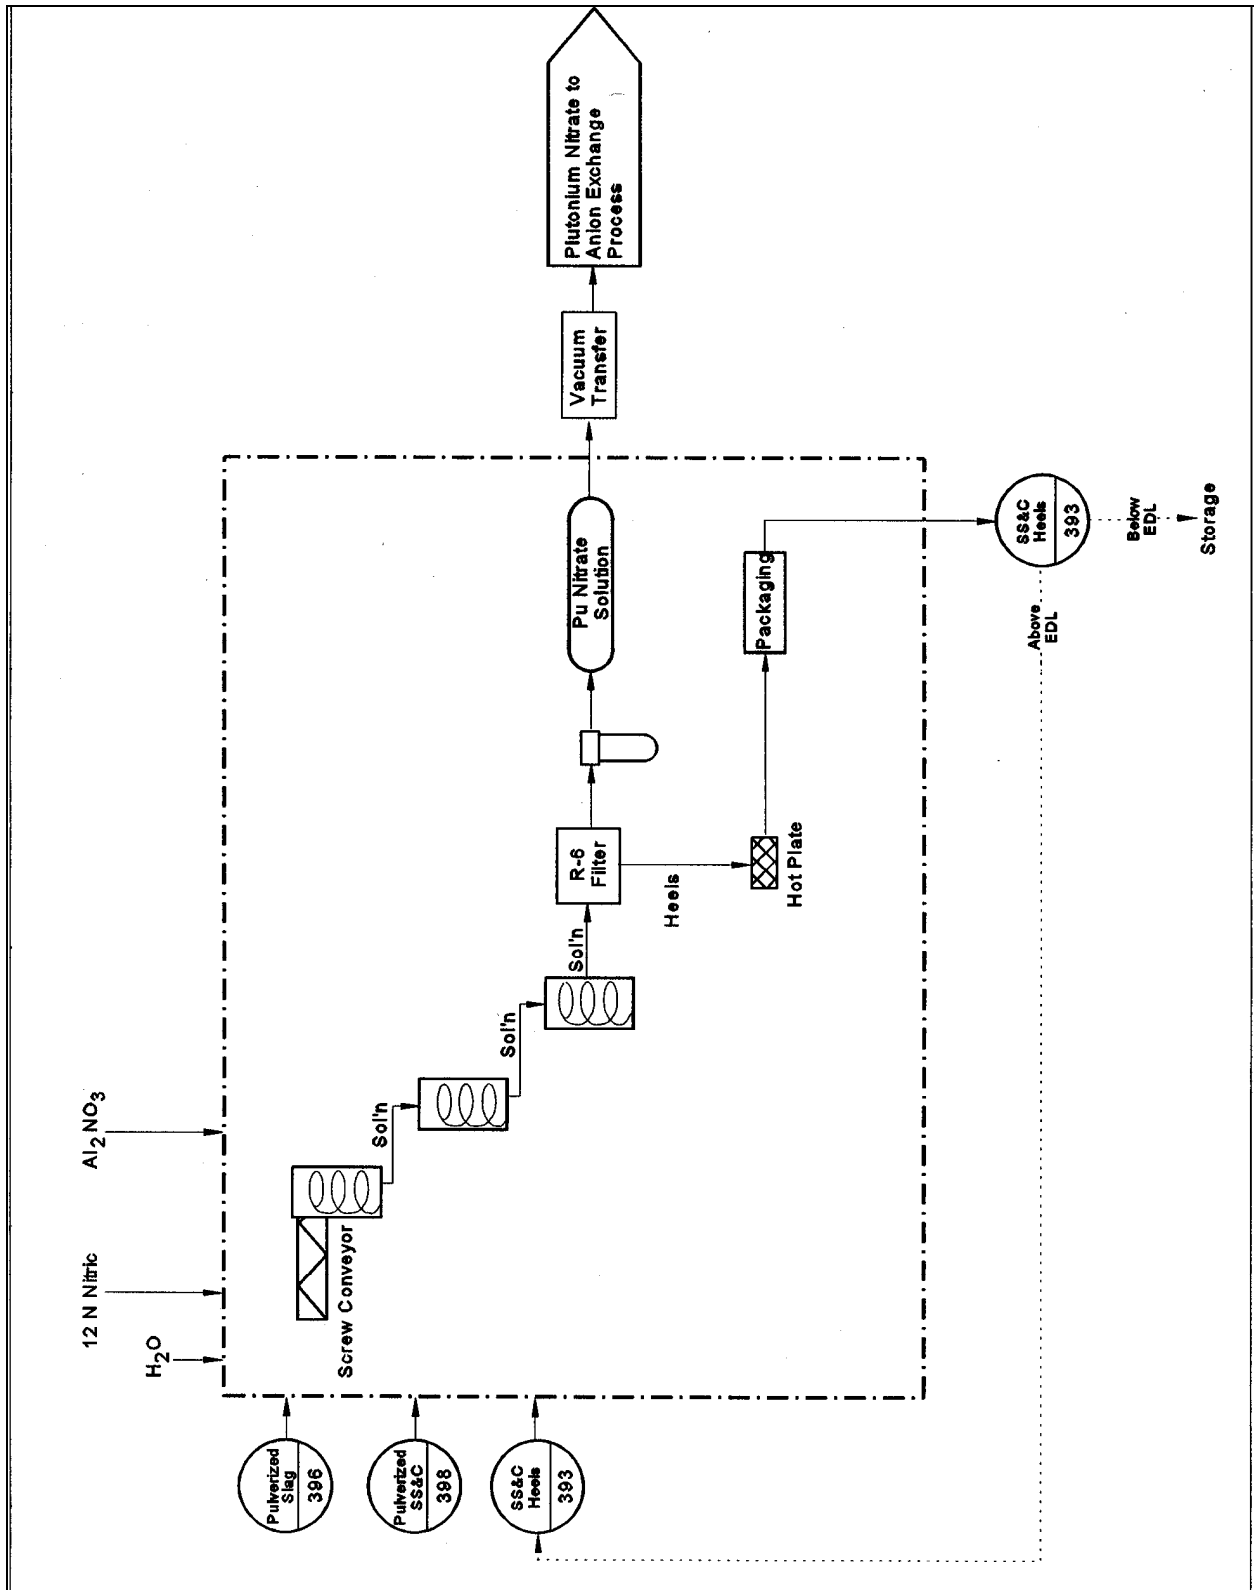 H2O
12 N Nitric
Al2NO3
Pulverized
Slag
396
Pulverized
SS&C
398
SS&C
Heels
393
Screw Conveyor
Sol'n
Sol'n
Sol'n
R-6
Filter
Heels
Hot Plate
Pu Nitrate
Solution
Packaging
Vacuum
Transfer
Plutonium Nitrate to
Anion Exchange
Process
SS&C
Heels
393
Above
EDL
Below
EDL
Storage